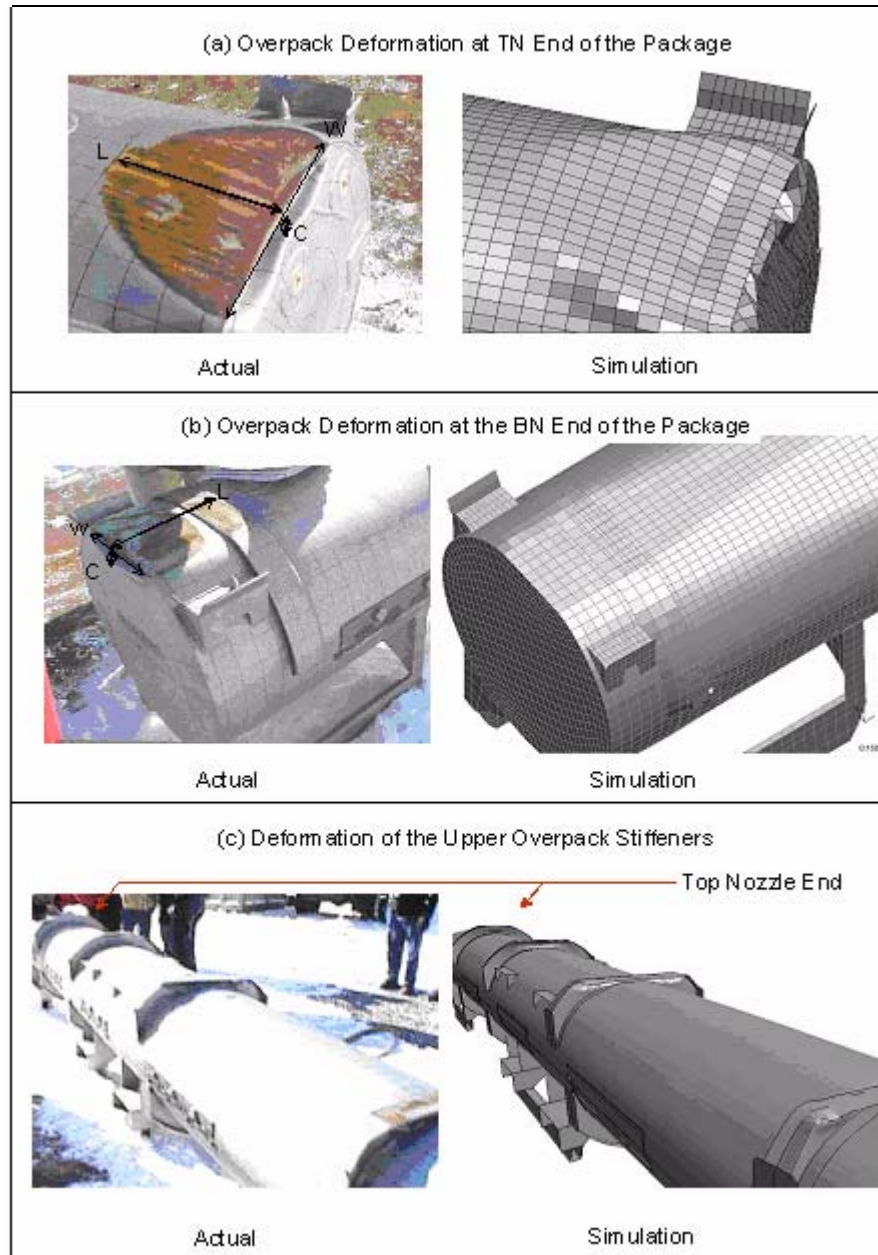 (a) Overpack Deformation at TN End of the Package
L
W
C
Actual
Simulation
(b) Overpack Deformation at the BN End of the Package
L
W
C
Actual
Simulation
(c) Deformation of the Upper Overpack Stiffeners
Top Nozzle End
Actual
Simulation